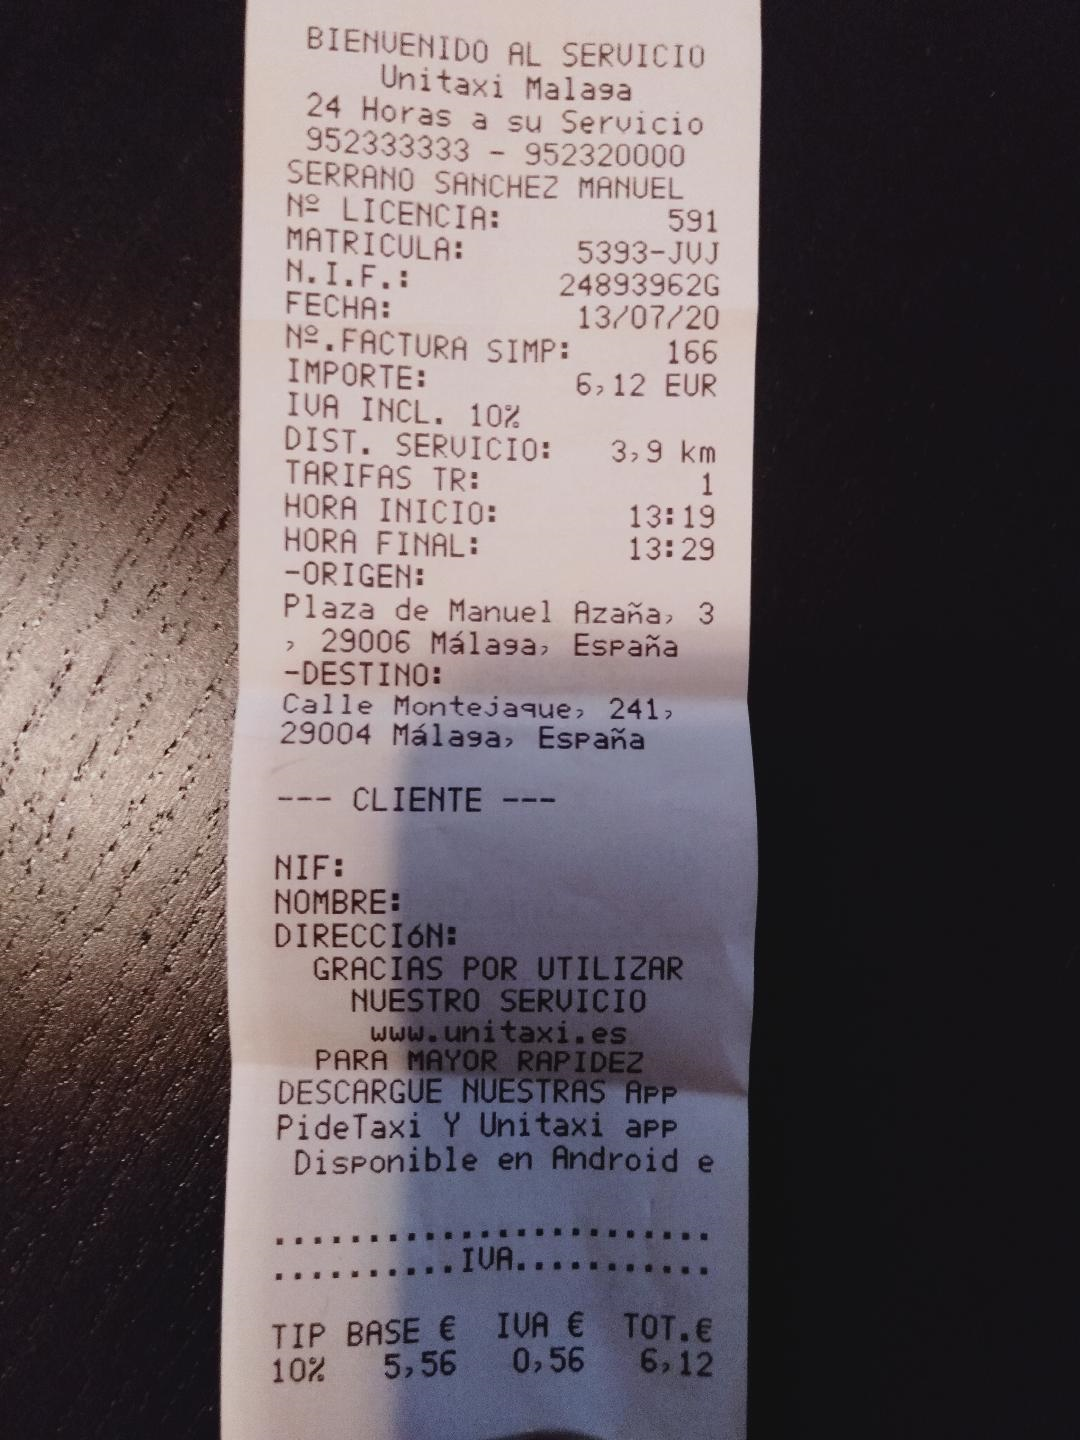 BIENVENIDO AL SERVICIO
Unitaxi Malaga
24 Horas a su Servicio
952333333 - 952320000
SERRANO SANCHEZ MANUEL
Nº LICENCIA: 591
MATRICULA: 5393-JVJ
N.I.F.: 24893962G
FECHA: 13/07/20
Nº.FACTURA SIMP: 166
IMPORTE: 6,12 EUR
IVA INCL. 10%
DIST. SERVICIO: 3,9 km
TARIFAS TR: 1
HORA INICIO: 13:19
HORA FINAL: 13:29
-ORIGEN:
Plaza de Manuel Azaña, 3
, 29006 Málaga, España
-DESTINO:
Calle Montejaque, 241,
29004 Málaga, España
--- CLIENTE ---
NIF:
NOMBRE:
DIRECCIóN:
GRACIAS POR UTILIZAR
NUESTRO SERVICIO
www.unitaxi.es
PARA MAYOR RAPIDEZ
DESCARGUE NUESTRAS App
PideTaxi Y Unitaxi app
Disponible en Android e
........................
..........IVA...........
TIP BASE € IVA € TOT.€
10% 5,56 0,56 6,12